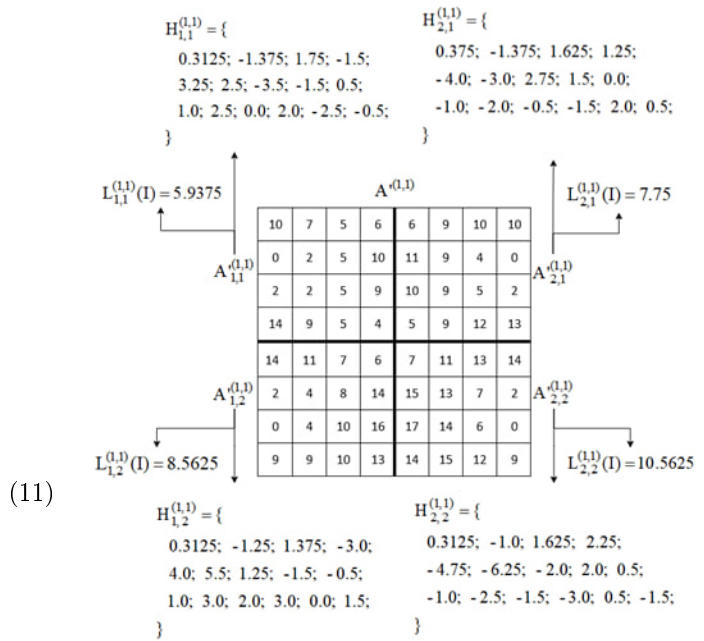 H_{1,1}^{(1,1)} = {
0.3125; -1.375; 1.75; -1.5;
3.25; 2.5; -3.5; -1.5; 0.5;
1.0; 2.5; 0.0; 2.0; -2.5; -0.5;
}
H_{2,1}^{(1,1)} = {
0.375; -1.375; 1.625; 1.25;
-4.0; -3.0; 2.75; 1.5; 0.0;
-1.0; -2.0; -0.5; -1.5; 2.0; 0.5;
}
L_{1,1}^{(1,1)}(I) = 5.9375
A'^{(1,1)}
L_{2,1}^{(1,1)}(I) = 7.75
A'_{1,1}^{(1,1)}
A'_{2,1}^{(1,1)}
10 7 5 6 6 9 10 10
0 2 5 10 11 9 4 0
2 2 5 9 10 9 5 2
14 9 5 4 5 9 12 13
14 11 7 6 7 11 13 14
2 4 8 14 15 13 7 2
0 4 10 16 17 14 6 0
9 9 10 13 14 15 12 9
A'_{1,2}^{(1,1)}
A'_{2,2}^{(1,1)}
L_{1,2}^{(1,1)}(I) = 8.5625
L_{2,2}^{(1,1)}(I) = 10.5625
(11)
H_{1,2}^{(1,1)} = {
0.3125; -1.25; 1.375; -3.0;
4.0; 5.5; 1.25; -1.5; -0.5;
1.0; 3.0; 2.0; 3.0; 0.0; 1.5;
}
H_{2,2}^{(1,1)} = {
0.3125; -1.0; 1.625; 2.25;
-4.75; -6.25; -2.0; 2.0; 0.5;
-1.0; -2.5; -1.5; -3.0; 0.5; -1.5;
}